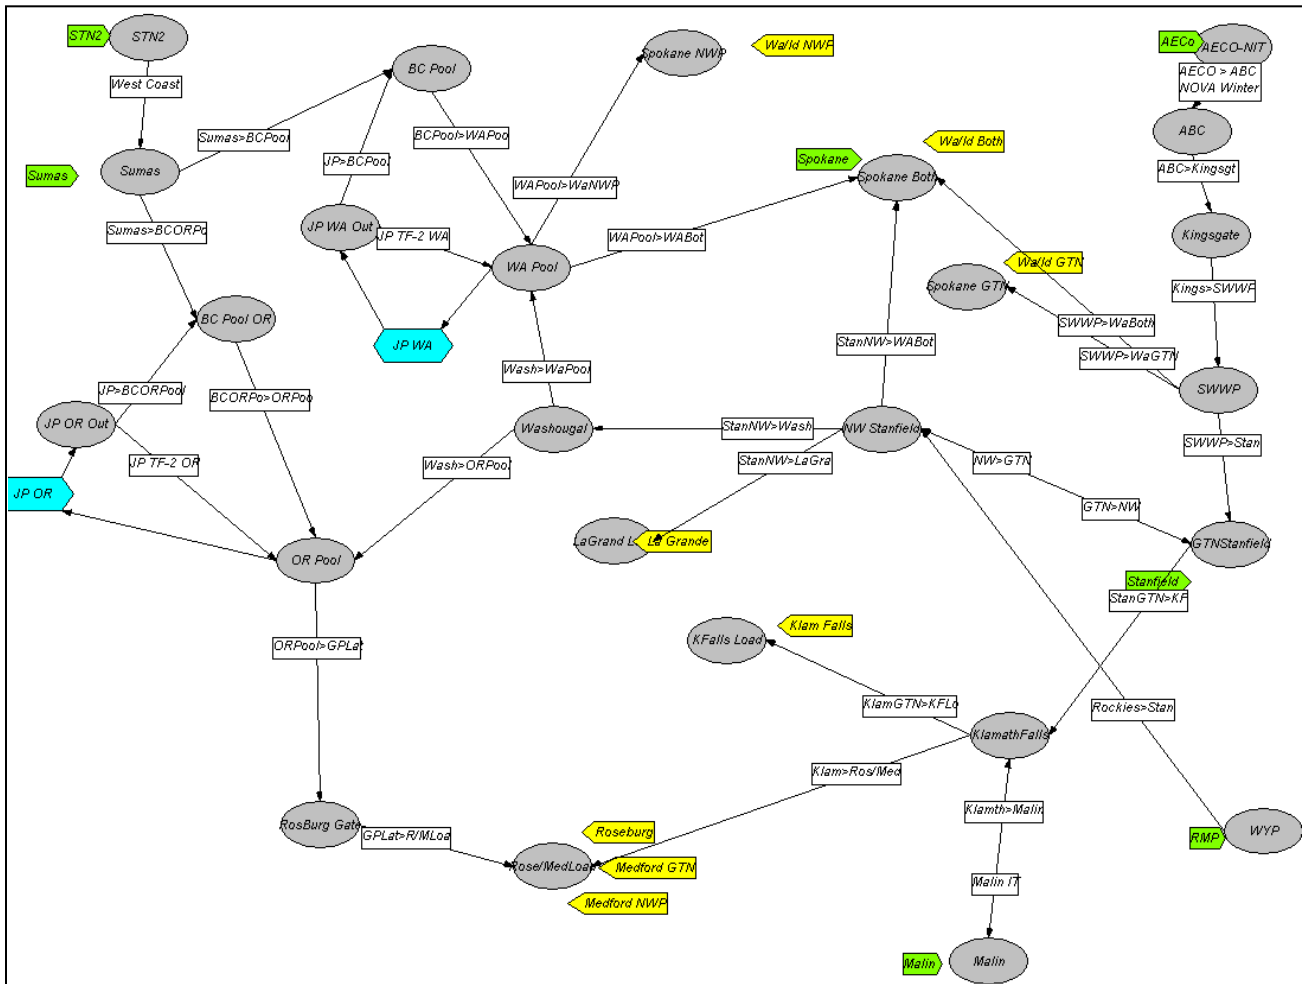 STN2
STN2
West Coast
BC Pool
Spokane NWP
Wa/Id NWP
AECo
AECO-NIT
AECO > ABC
NOVA Winter
Sumas>BCPool
BCPool>WAPoo
Wa/Id Both
ABC
Sumas
Sumas
JP>BCPool
Spokane
Spokane Both
ABC>Kingsgt
WAPool>WaNWP
JP WA Out
JP TF-2 WA
WAPool>WABot
Kingsgate
Sumas>BCORPo
WA Pool
Wa/Id GTN
Spokane GTN
Kings>SWWP
BC Pool OR
JP WA
StanNW>WABot
SWWP>WaBoth
SWWP>WaGTN
Wash>WaPool
JP>BCORPool
BCORPo>ORPoo
SWWP
JP OR Out
Washougal
StanNW>Wash
NW Stanfield
SWWP>Stan
JP TF-2 OR
Wash>ORPool
StanNW>LaGra
NW>GTN
JP OR
GTN>NW
OR Pool
LaGrand L
La Grande
GTNStanfield
Stanfield
StanGTN>KF
ORPool>GPLat
KFalls Load
Klam Falls
KlamGTN>KFLo
Rockies>Stan
KlamathFalls
Klam>Ros/Med
Klamth>Malin
RosBurg Gate
GPLat>R/MLoa
Roseburg
RMP
WYP
Rose/MedLoad
Medford GTN
Malin IT
Medford NWP
Malin
Malin